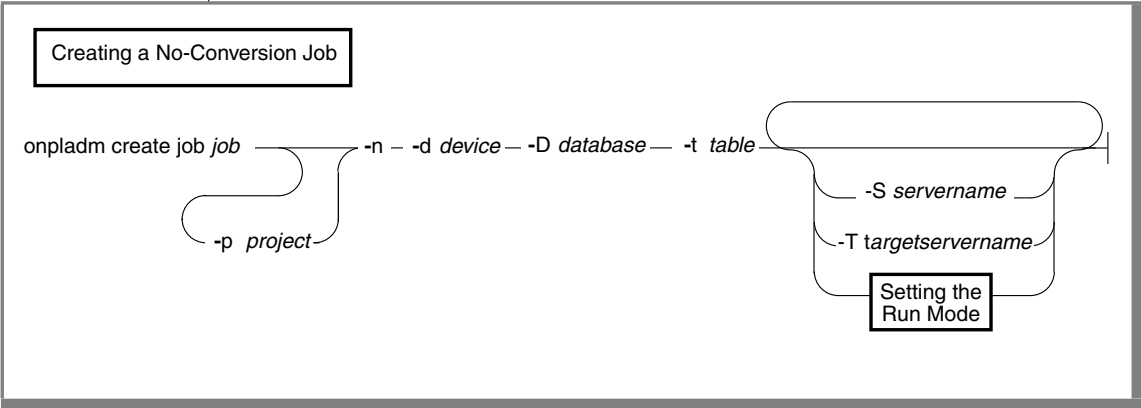 Creating a No-Conversion Job
onpladm create job job -n -d device -D database -t table
-p project
-S servername
-T targetservername
Setting the
Run Mode